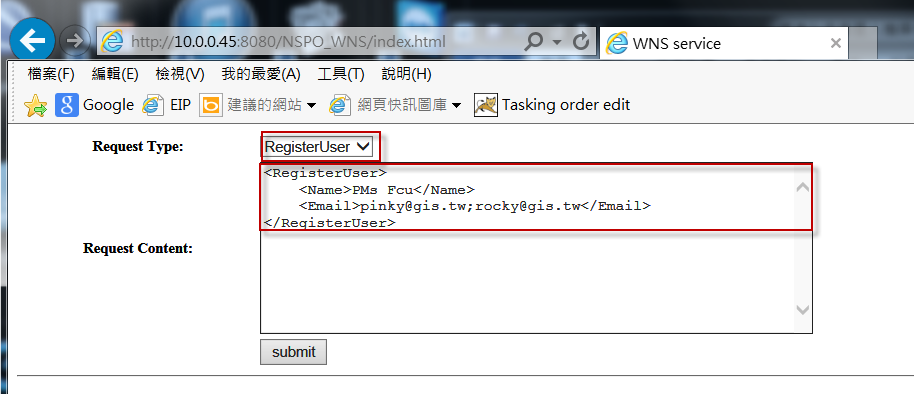 http://10.0.0.45:8080/NSPO_WNS/index.html
WNS service
檔案(F) 編輯(E) 檢視(V) 我的最愛(A) 工具(T) 說明(H)
Google EIP 建議的網站 網頁快訊圖庫 Tasking order edit
Request Type: RegisterUser
<RegisterUser>
<Name>PMs Fcu</Name>
<Email>pinky@gis.tw;rocky@gis.tw</Email>
</RegisterUser>
Request Content:
submit